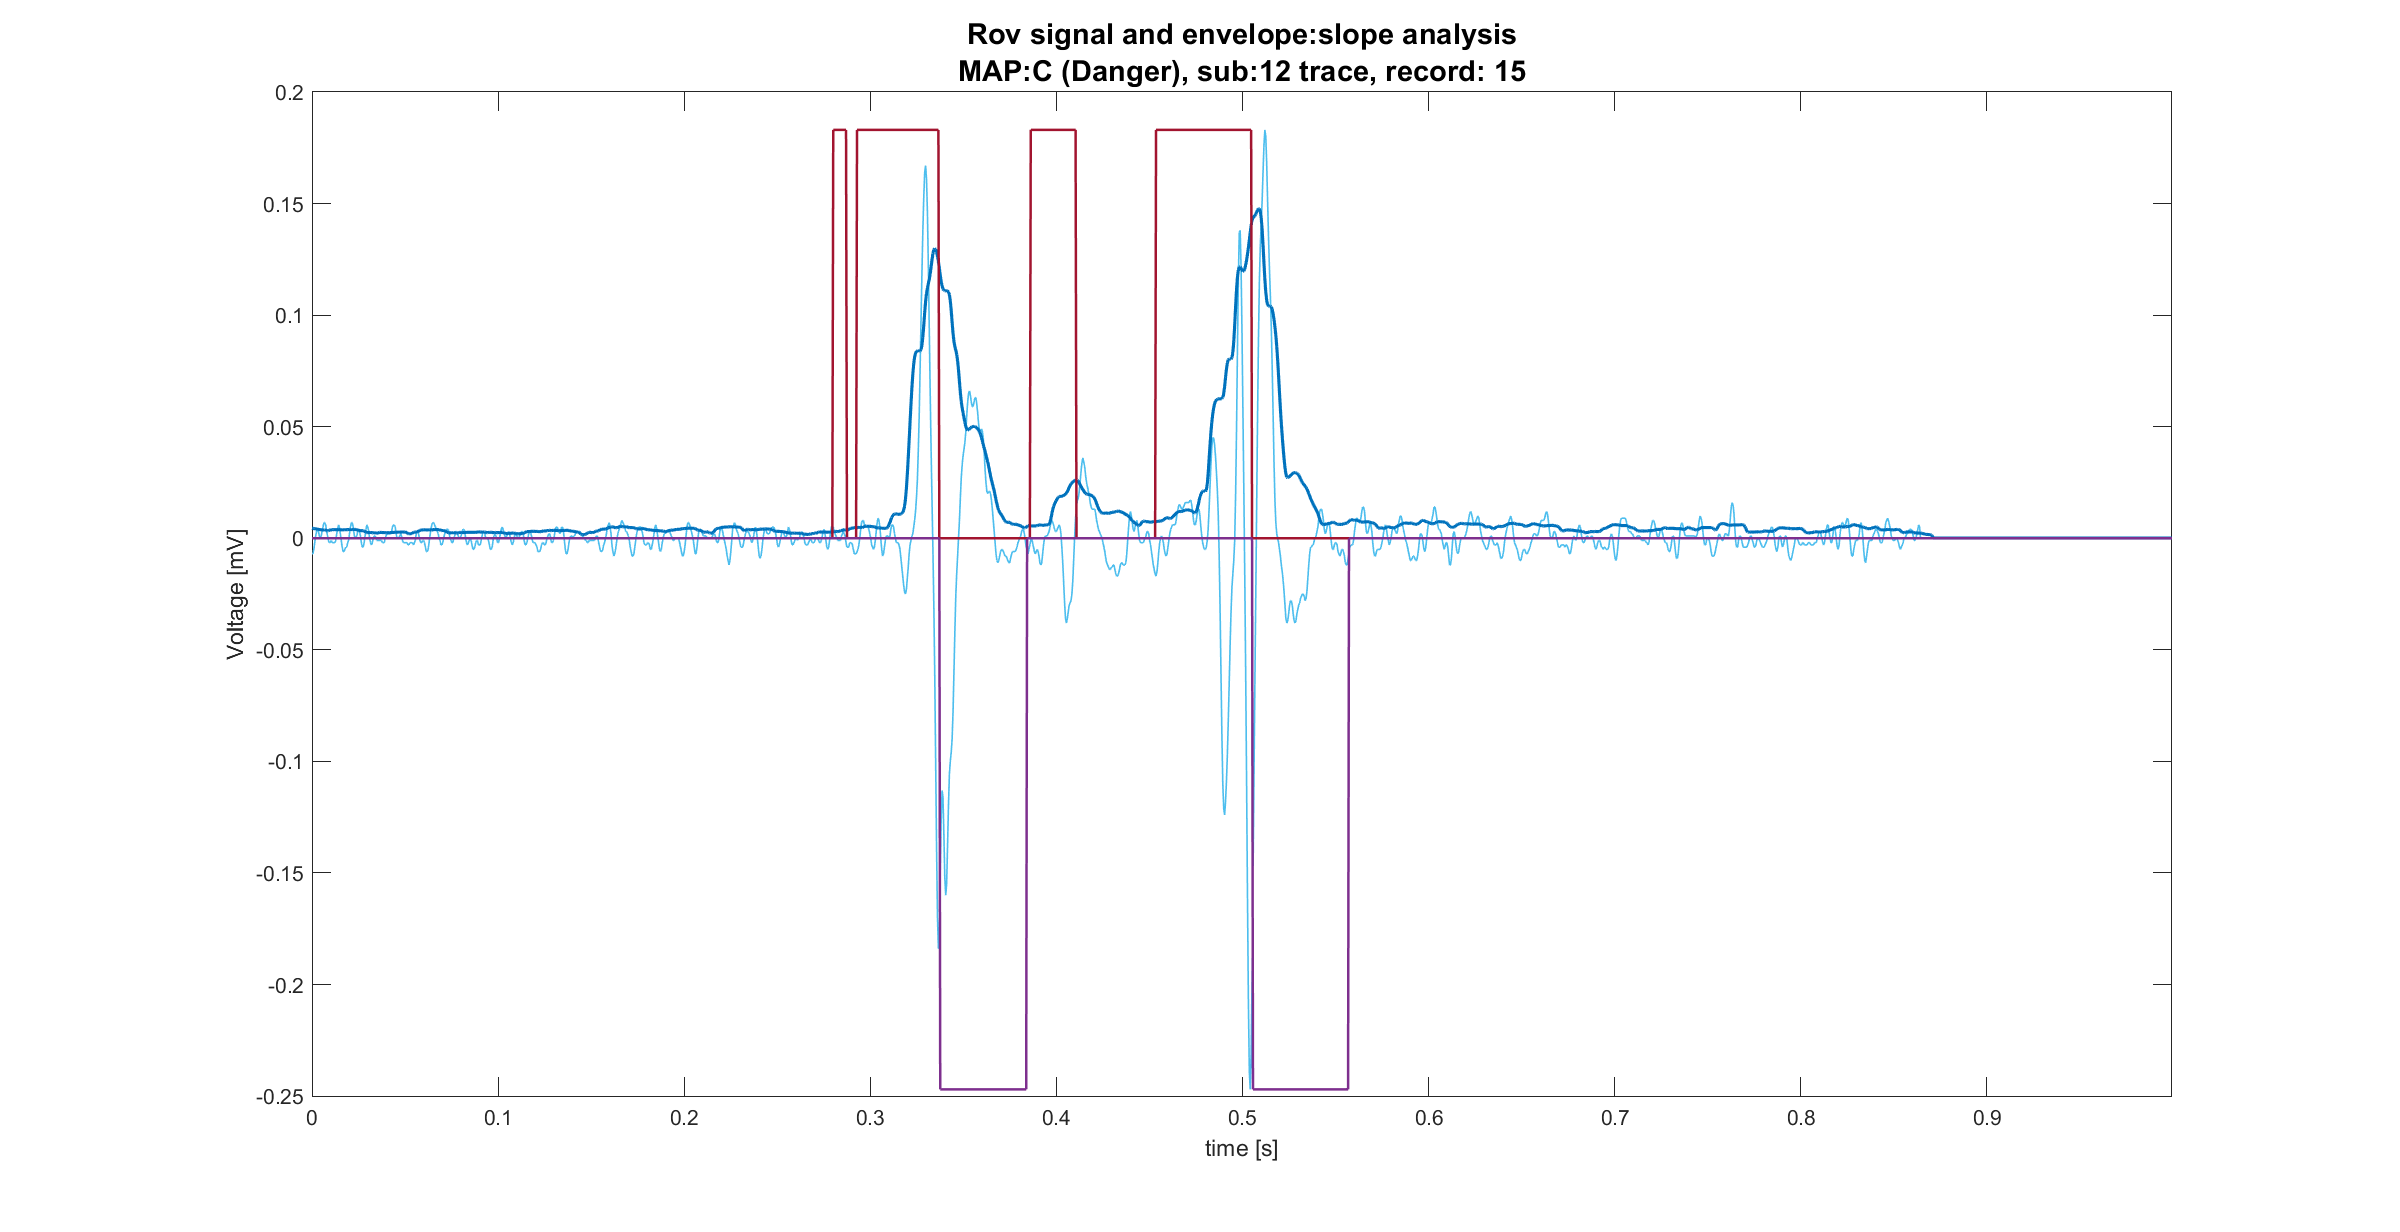 Rov signal and envelope:slope analysis
MAP:C (Danger), sub:12 trace, record: 15
0.2
0.15
0.1
0.05
0
-0.05
-0.1
-0.15
-0.2
-0.25
Voltage [mV]
0 0.1 0.2 0.3 0.4 0.5 0.6 0.7 0.8 0.9
time [s]